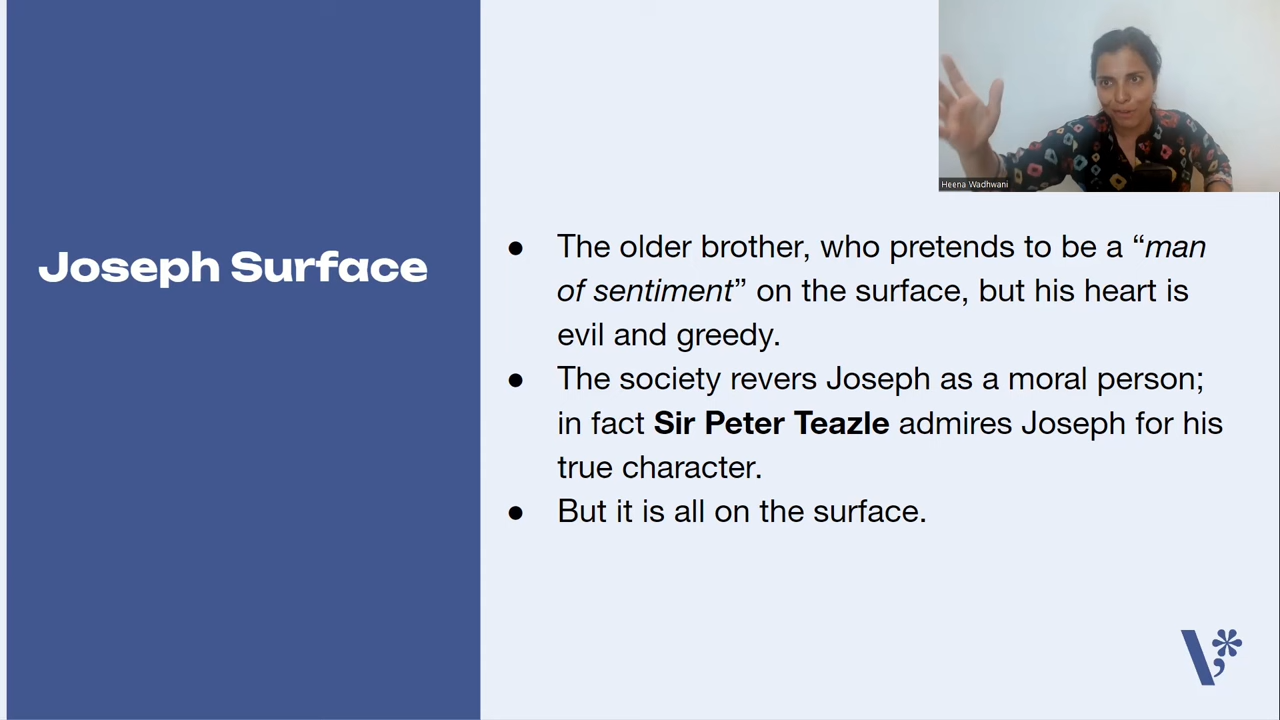 Heena Wadhwani
Joseph Surface
● The older brother, who pretends to be a “man
of sentiment” on the surface, but his heart is
evil and greedy.
● The society revers Joseph as a moral person;
in fact Sir Peter Teazle admires Joseph for his
true character.
● But it is all on the surface.